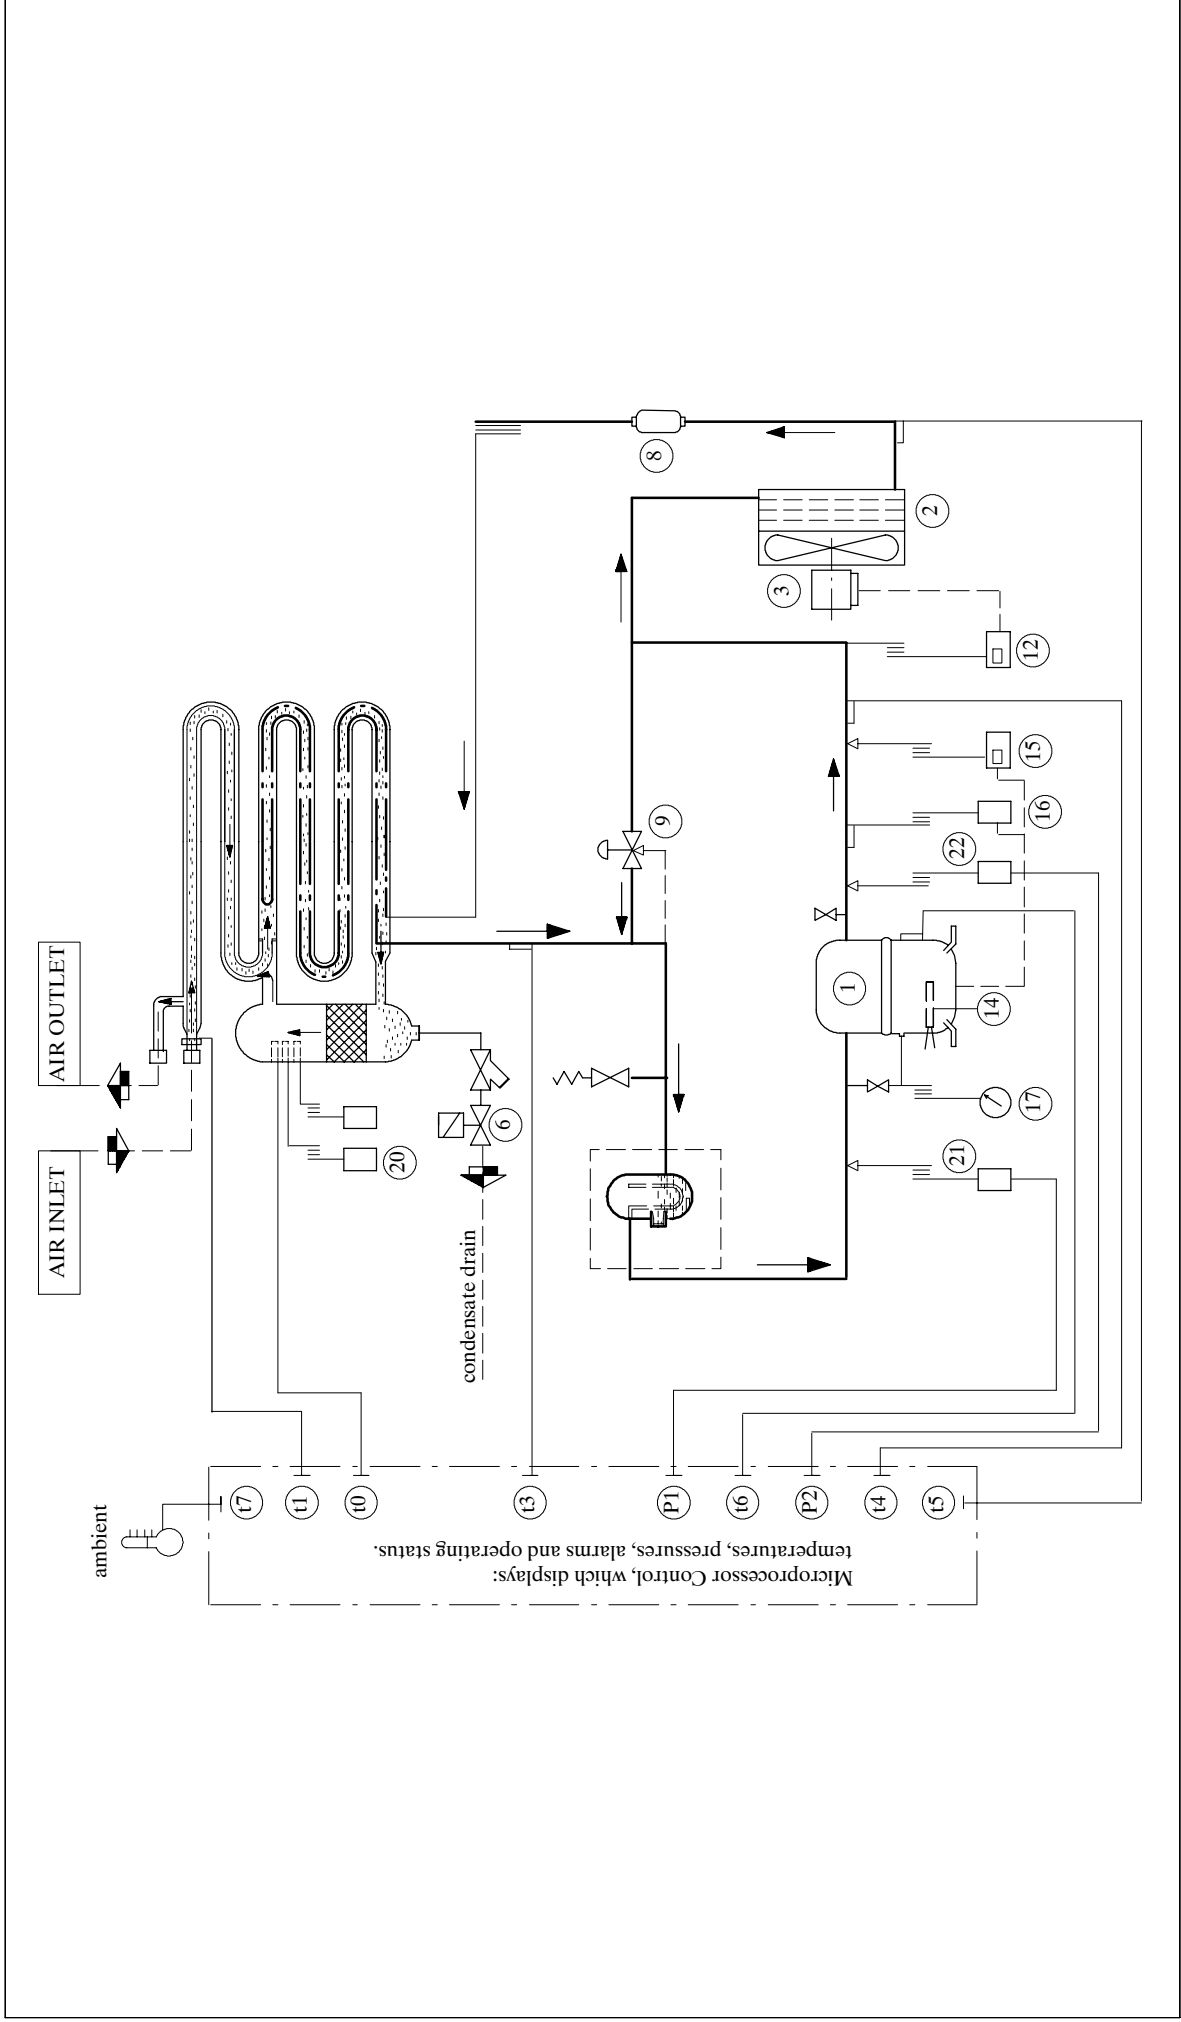 AIR INLET
AIR OUTLET
ambient
t7
t1
t0
t3
P1
t6
P2
t4
t5
Microprocessor Control, which displays:
temperatures, pressures, alarms and operating status.
condensate drain
20
6
9
8
2
3
12
15
16
22
1
14
17
21